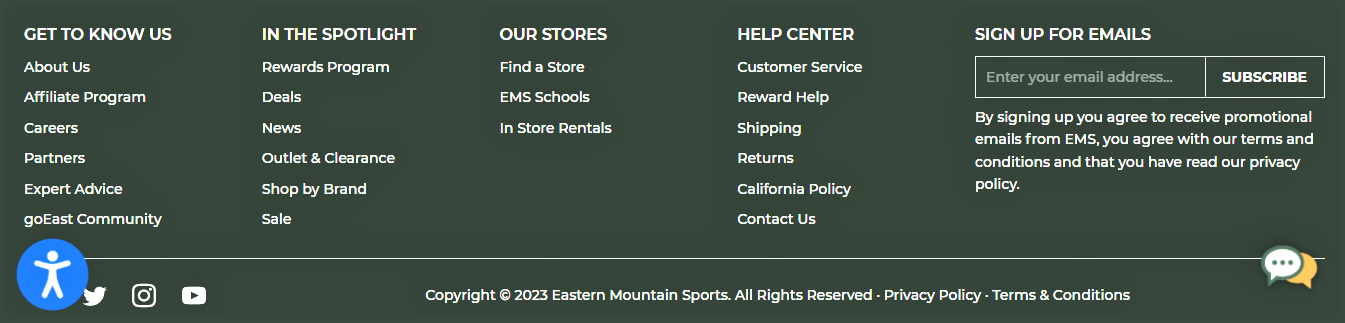 GET TO KNOW US
About Us
Affiliate Program
Careers
Partners
Expert Advice
goEast Community
IN THE SPOTLIGHT
Rewards Program
Deals
News
Outlet & Clearance
Shop by Brand
Sale
OUR STORES
Find a Store
EMS Schools
In Store Rentals
HELP CENTER
Customer Service
Reward Help
Shipping
Returns
California Policy
Contact Us
SIGN UP FOR EMAILS
Enter your email address... SUBSCRIBE
By signing up you agree to receive promotional
emails from EMS, you agree with our terms and
conditions and that you have read our privacy
policy.
Copyright © 2023 Eastern Mountain Sports. All Rights Reserved · Privacy Policy · Terms & Conditions